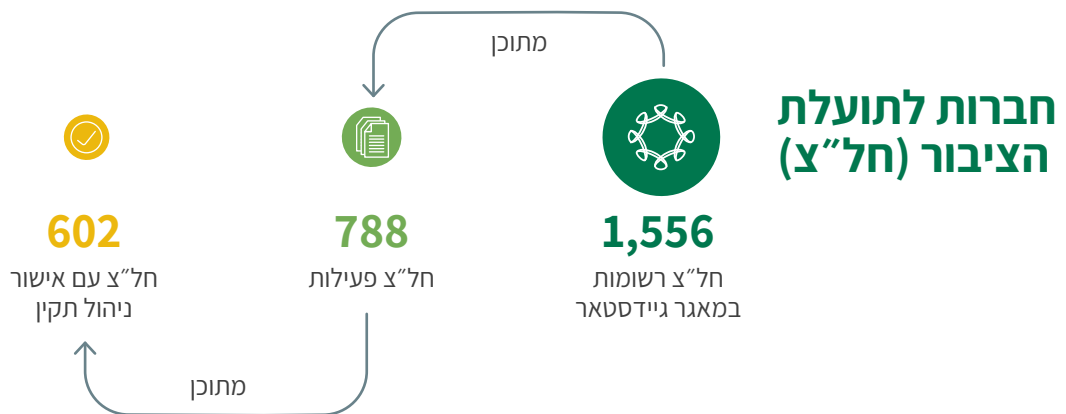 חברות לתועלת
הציבור (חל״צ)
מתוכן
1,556
חל״צ רשומות
במאגר גיידסטאר
788
חל״צ פעילות
602
חל״צ עם אישור
ניהול תקין
מתוכן